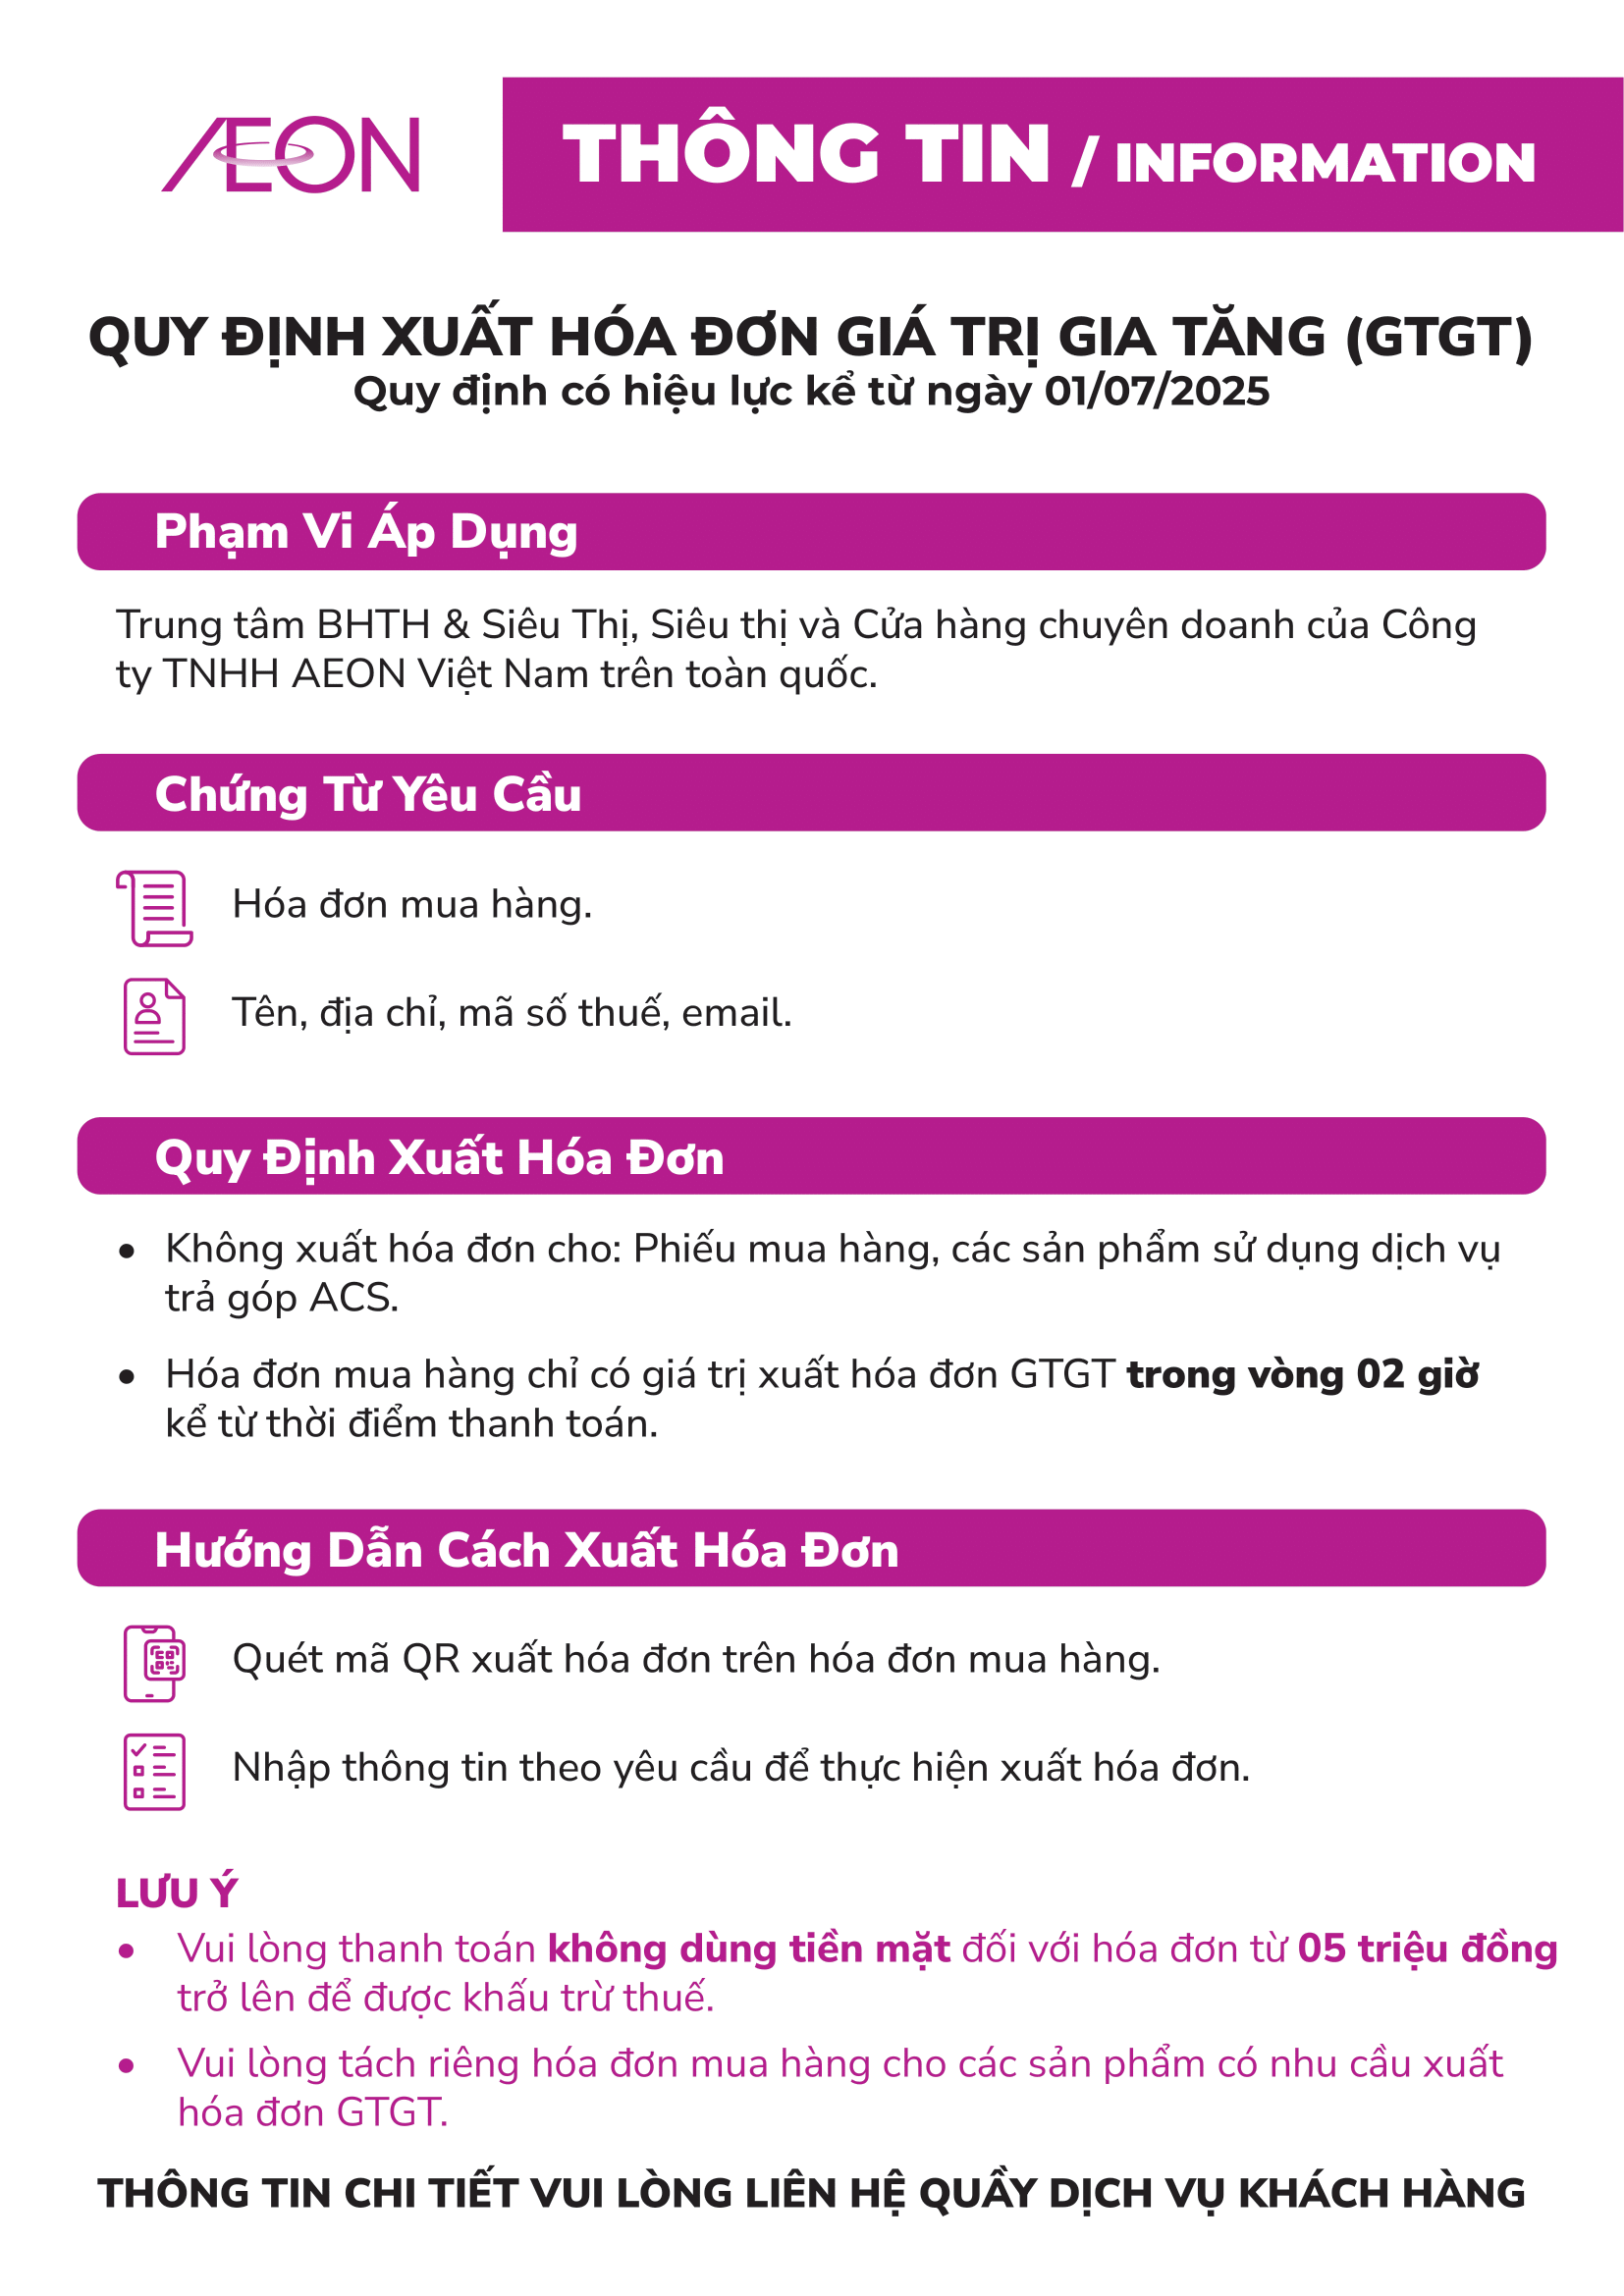 AEON
THÔNG TIN / INFORMATION
QUY ĐỊNH XUẤT HÓA ĐƠN GIÁ TRỊ GIA TĂNG (GTGT)
Quy định có hiệu lực kể từ ngày 01/07/2025
Phạm Vi Áp Dụng
Trung tâm BHTH & Siêu Thị, Siêu thị và Cửa hàng chuyên doanh của Công
ty TNHH AEON Việt Nam trên toàn quốc.
Chứng Từ Yêu Cầu
Hóa đơn mua hàng.
Tên, địa chỉ, mã số thuế, email.
Quy Định Xuất Hóa Đơn
• Không xuất hóa đơn cho: Phiếu mua hàng, các sản phẩm sử dụng dịch vụ
trả góp ACS.
• Hóa đơn mua hàng chỉ có giá trị xuất hóa đơn GTGT trong vòng 02 giờ
kể từ thời điểm thanh toán.
Hướng Dẫn Cách Xuất Hóa Đơn
Quét mã QR xuất hóa đơn trên hóa đơn mua hàng.
Nhập thông tin theo yêu cầu để thực hiện xuất hóa đơn.
LƯU Ý
• Vui lòng thanh toán không dùng tiền mặt đối với hóa đơn từ 05 triệu đồng
trở lên để được khấu trừ thuế.
• Vui lòng tách riêng hóa đơn mua hàng cho các sản phẩm có nhu cầu xuất
hóa đơn GTGT.
THÔNG TIN CHI TIẾT VUI LÒNG LIÊN HỆ QUẦY DỊCH VỤ KHÁCH HÀNG